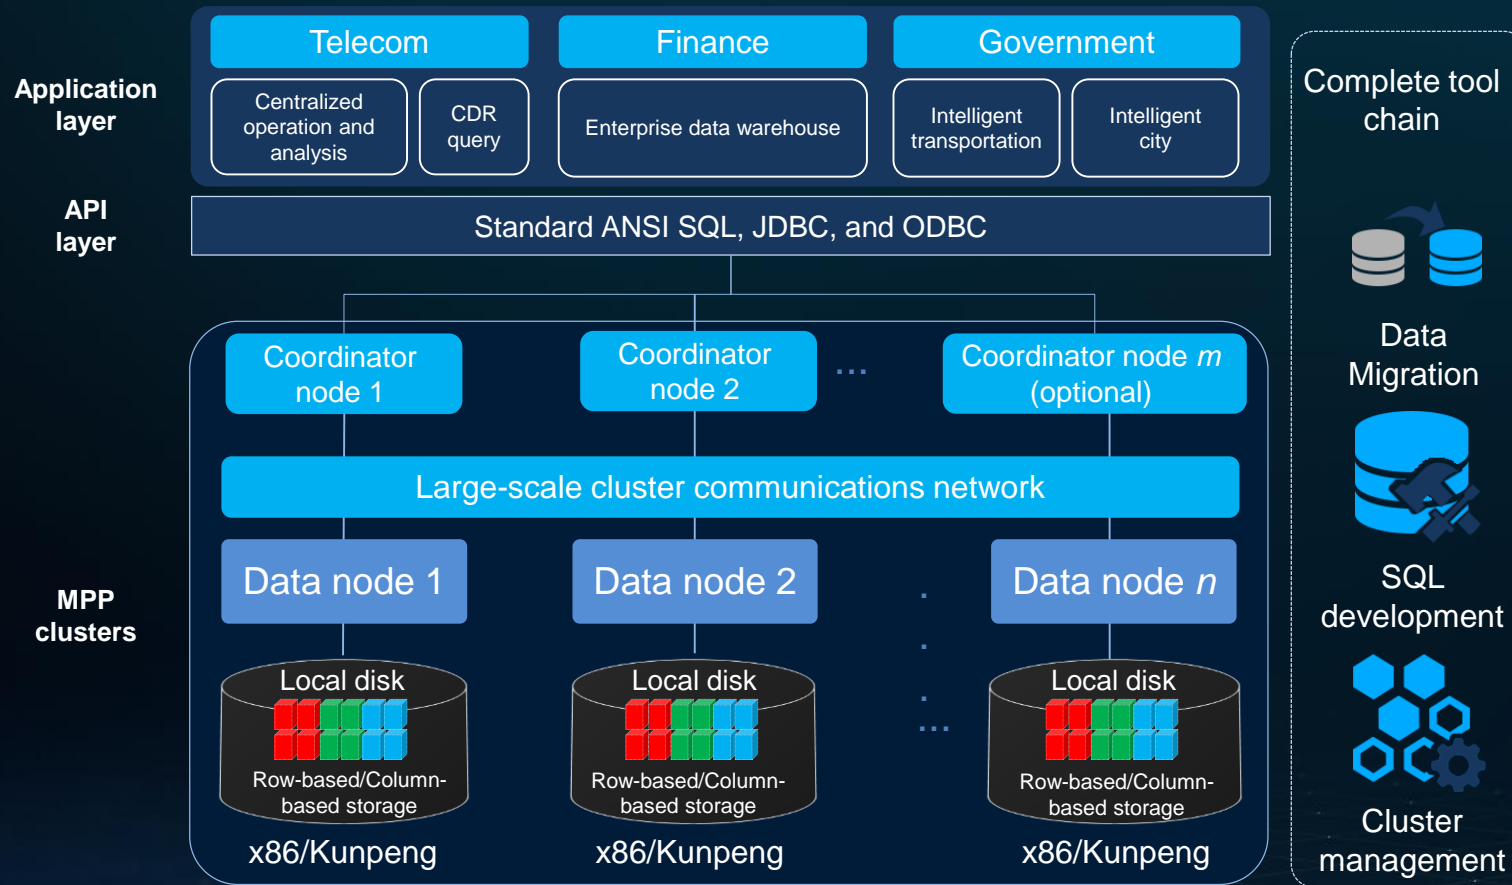 Telecom
Finance
Government
Application
layer
Centralized
operation and
analysis
CDR
query
Enterprise data warehouse
Intelligent
transportation
Intelligent
city
API
layer
Standard ANSI SQL, JDBC, and ODBC
MPP
clusters
Coordinator
node 1
Coordinator
node 2
...
Coordinator node m
(optional)
Large-scale cluster communications network
Data node 1
Data node 2
.
.
.
Data node n
Local disk
Row-based/Column-
based storage
x86/Kunpeng
Local disk
Row-based/Column-
based storage
x86/Kunpeng
...
Local disk
Row-based/Column-
based storage
x86/Kunpeng
Complete tool
chain
Data
Migration
SQL
development
Cluster
management